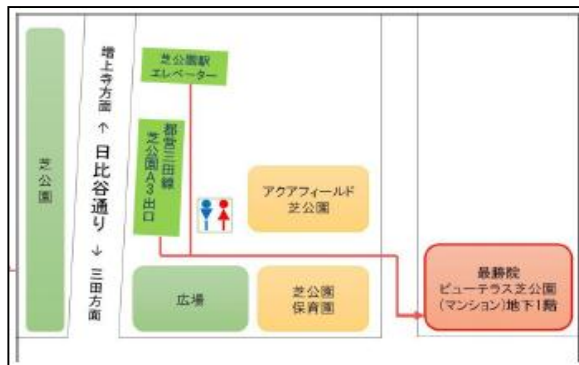 芝公園
増上寺方面 ↑ 日比谷通り ↓ 三田方面
芝公園駅
エレベーター
都営三田線
芝公園A3出口
アクアフィールド
芝公園
広場
芝公園
保育園
最勝院
ビューテラス芝公園
(マンション)地下1階